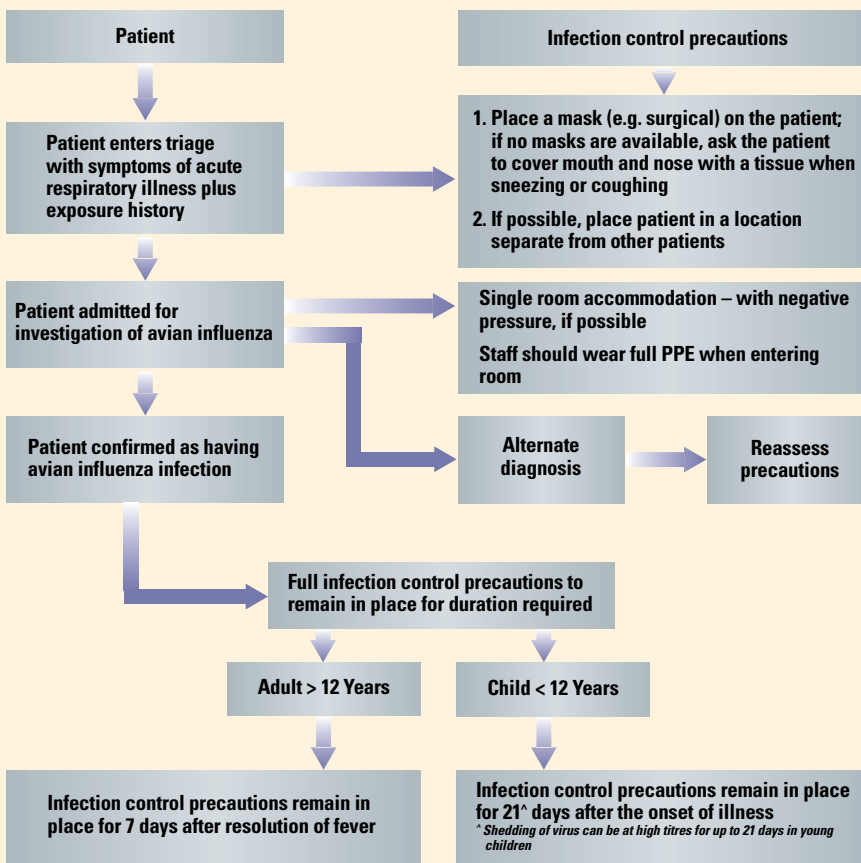 Patient
Infection control precautions
Patient enters triage
with symptoms of acute
respiratory illness plus
exposure history
1. Place a mask (e.g. surgical) on the patient;
if no masks are available, ask the patient
to cover mouth and nose with a tissue when
sneezing or coughing
2. If possible, place patient in a location
separate from other patients
Patient admitted for
investigation of avian influenza
Single room accommodation – with negative
pressure, if possible
Staff should wear full PPE when entering
room
Patient confirmed as having
avian influenza infection
Alternate
diagnosis
Reassess
precautions
Full infection control precautions to
remain in place for duration required
Adult > 12 Years
Child < 12 Years
Infection control precautions remain in
place for 7 days after resolution of fever
Infection control precautions remain in place
for 21^ days after the onset of illness
^ Shedding of virus can be at high titres for up to 21 days in young
children